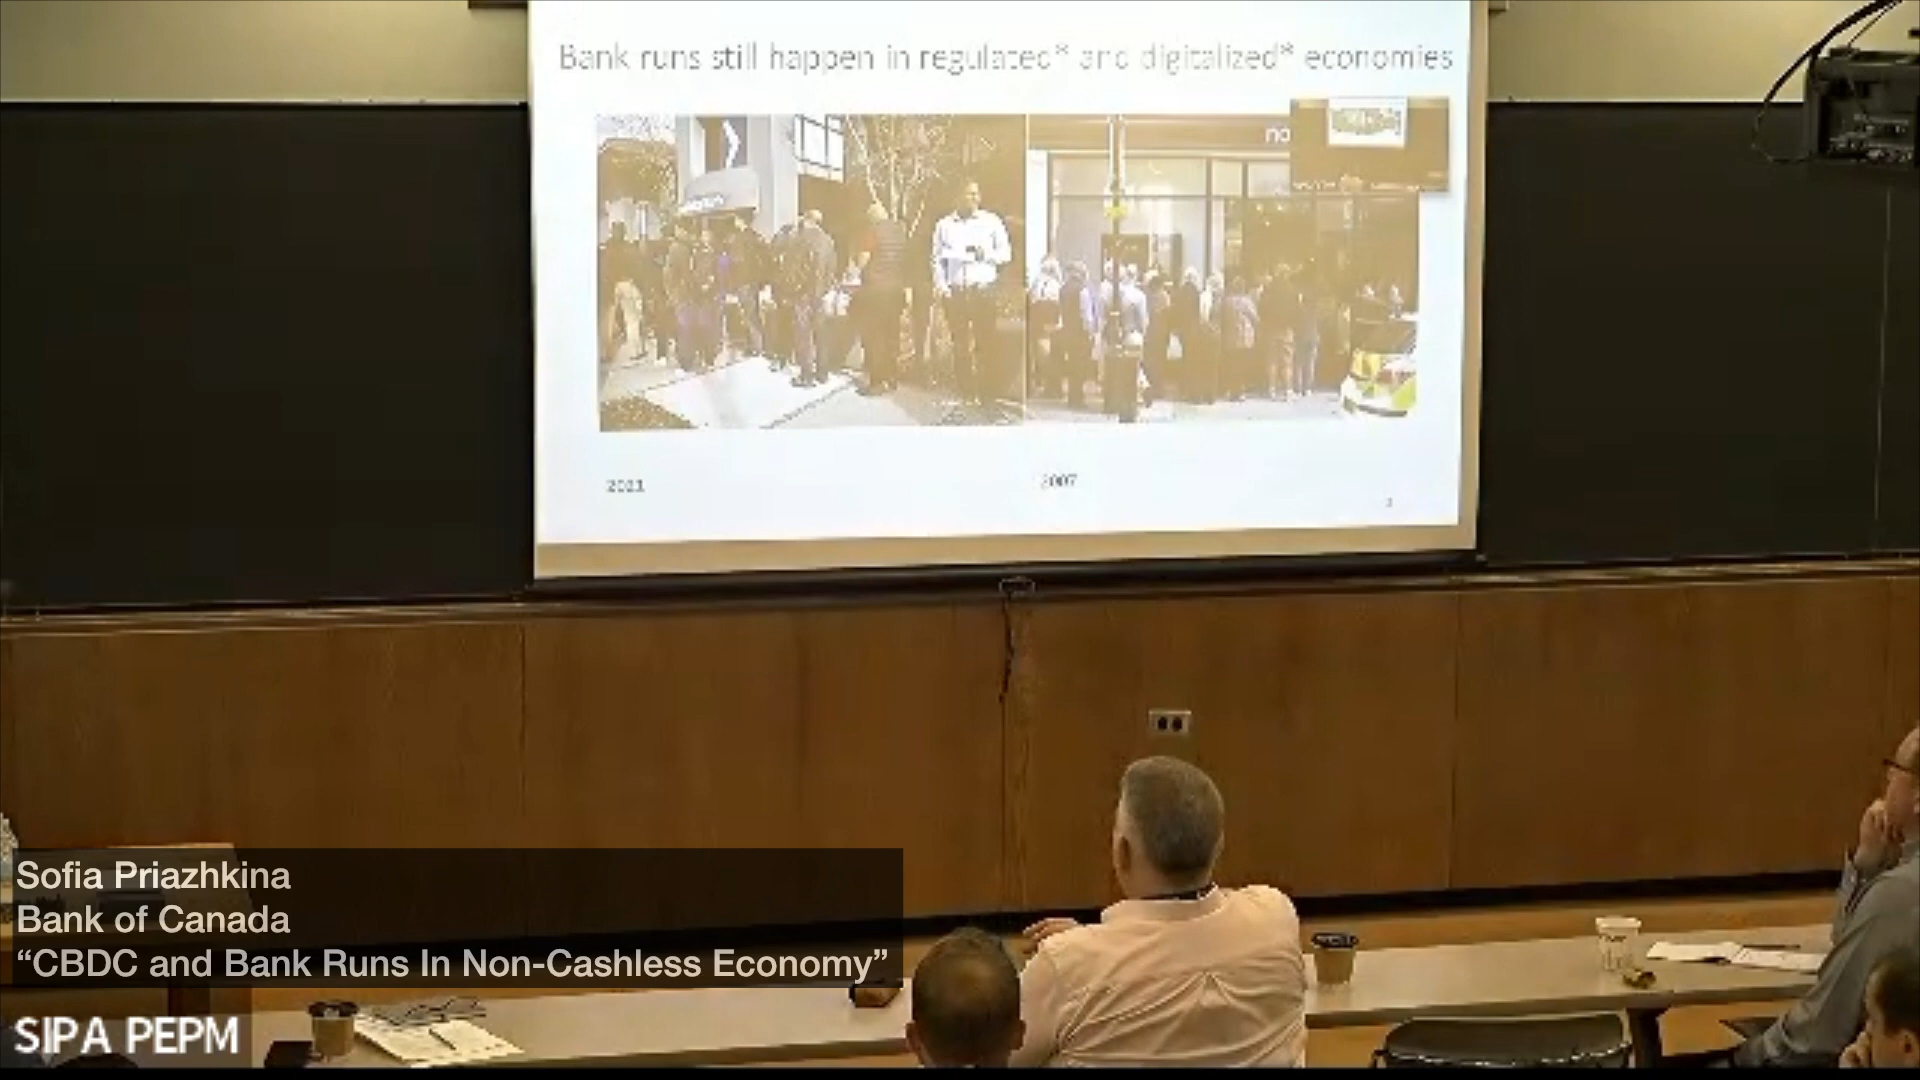 Bank runs still happen in regulated* and digitalized* economies
no
2021
2007
Sofia Priazhkina
Bank of Canada
“CBDC and Bank Runs In Non-Cashless Economy”
SIPA PEPM